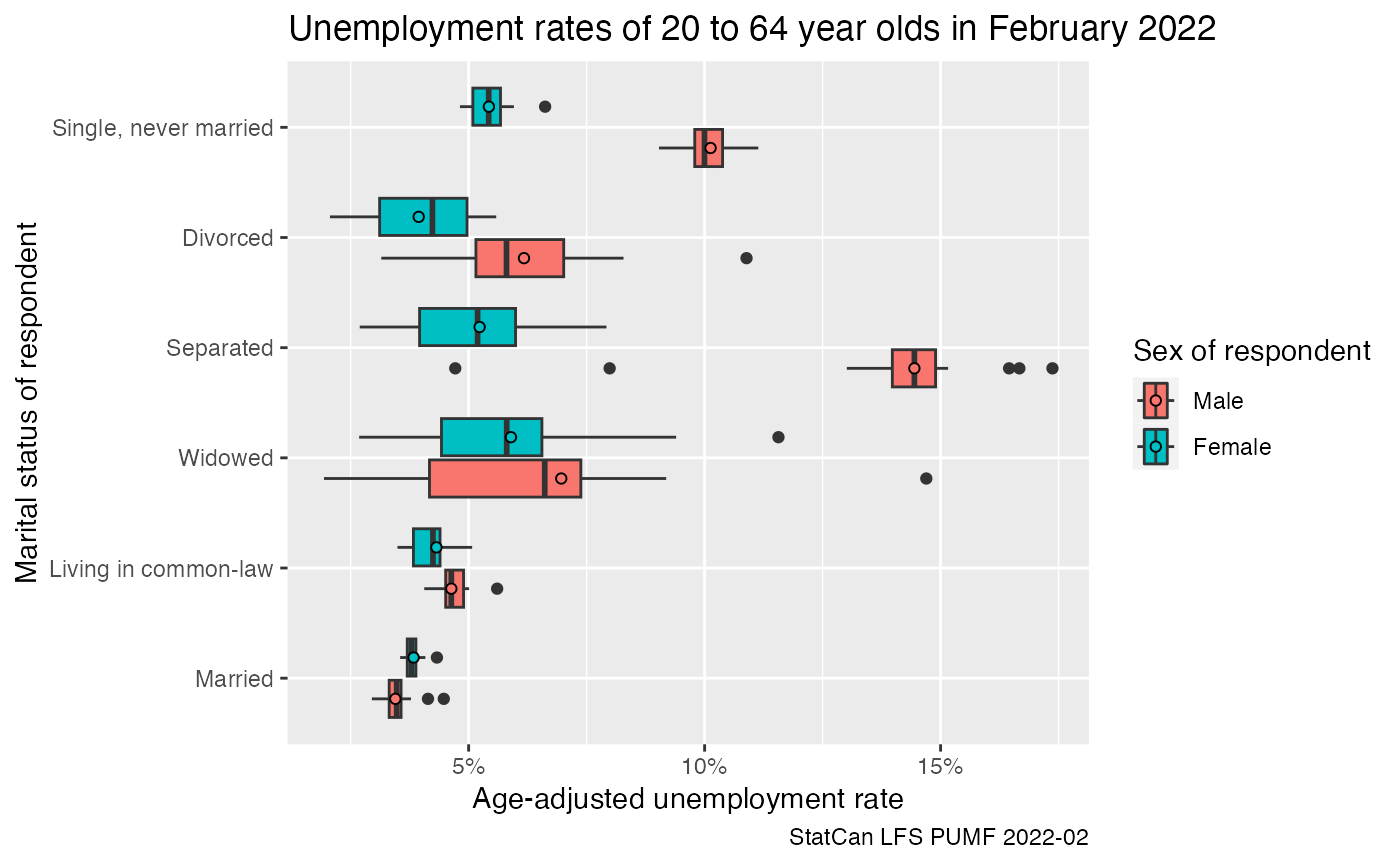 Unemployment rates of 20 to 64 year olds in February 2022
Marital status of respondent
Single, never married
Divorced
Separated
Widowed
Living in common-law
Married
5%
10%
15%
Age-adjusted unemployment rate
Sex of respondent
Male
Female
StatCan LFS PUMF 2022-02